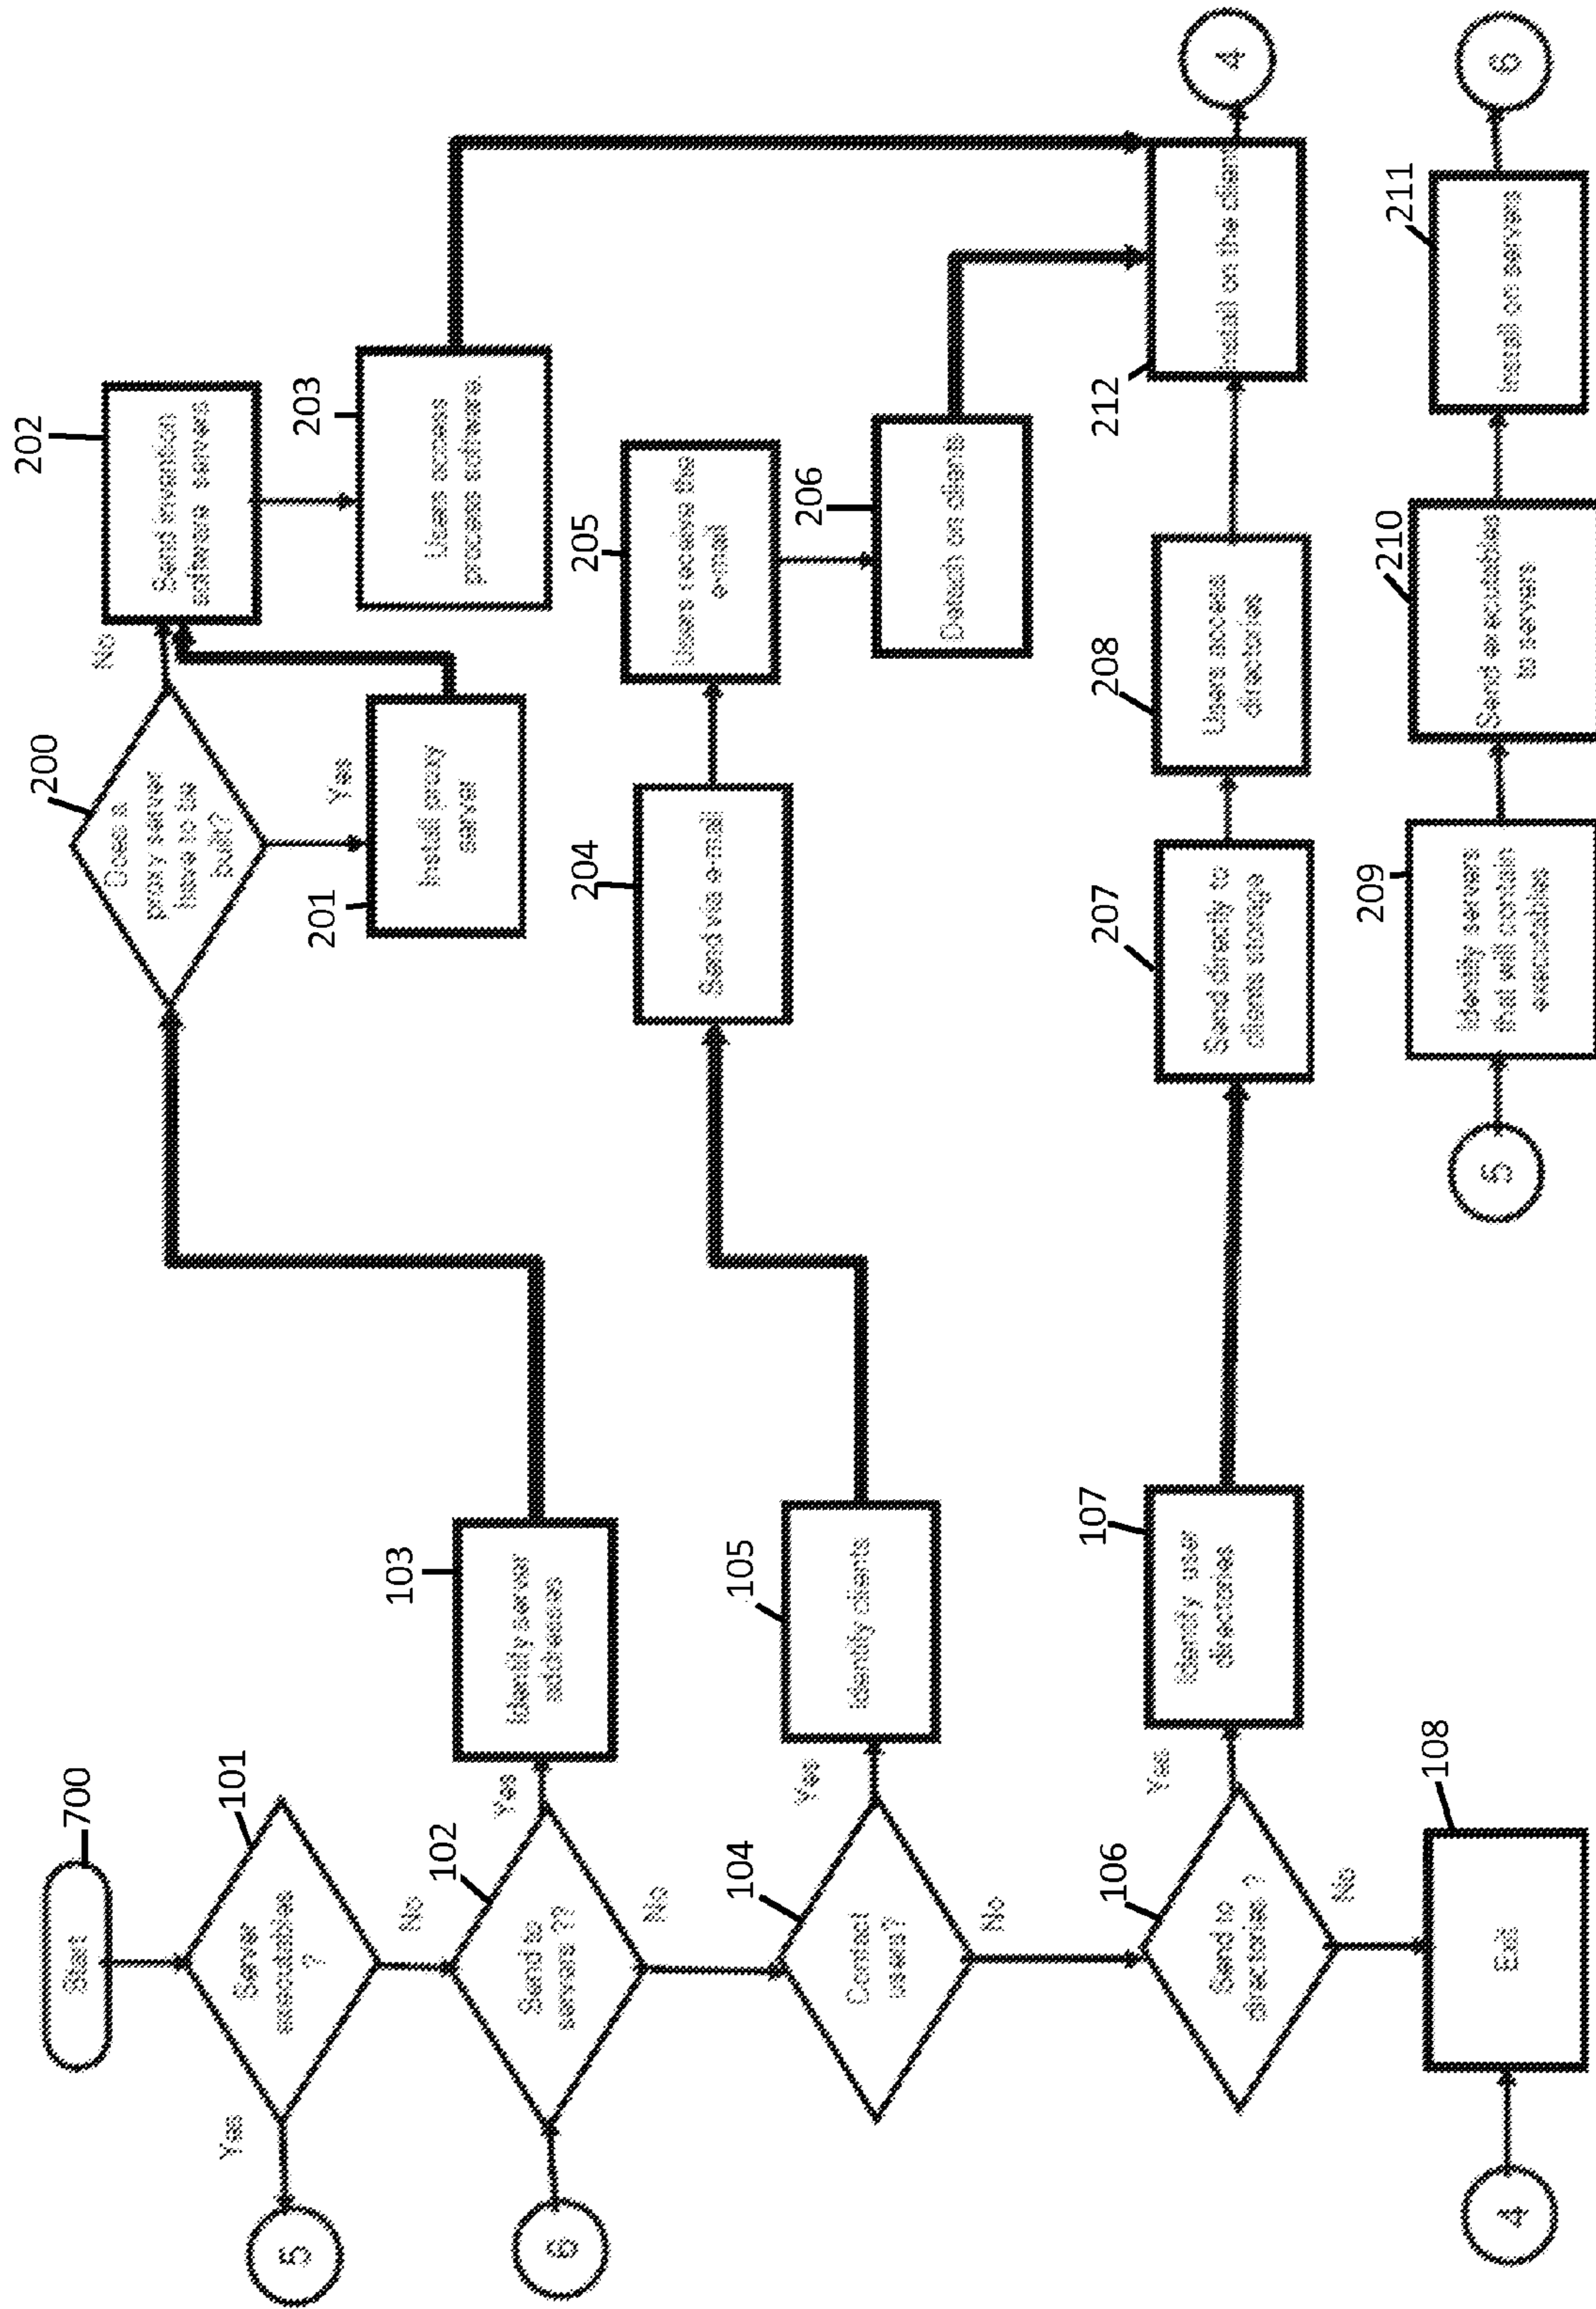 700
Start
101
Server
executables
?
Yes
No
5
102
Send to
servers ??
Yes
No
6
103
Identify server
addresses
200
Does a
proxy server
have to be
built?
No
Yes
201
Install proxy
server
202
Send invention
software servers
203
Users access
process software
104
Contact
users?
Yes
No
105
Identify clients
204
Send via e-mail
205
Users receive the
e-mail
206
Detach on clients
106
Send to
directories ?
Yes
No
107
Identify user
directories
207
Send directly to
clients storage
208
Users access
directories
212
Install on the client
4
108
Exit
4
5
209
Identify servers
that will contain
executables
210
Send executables
to servers
211
Install on servers
6